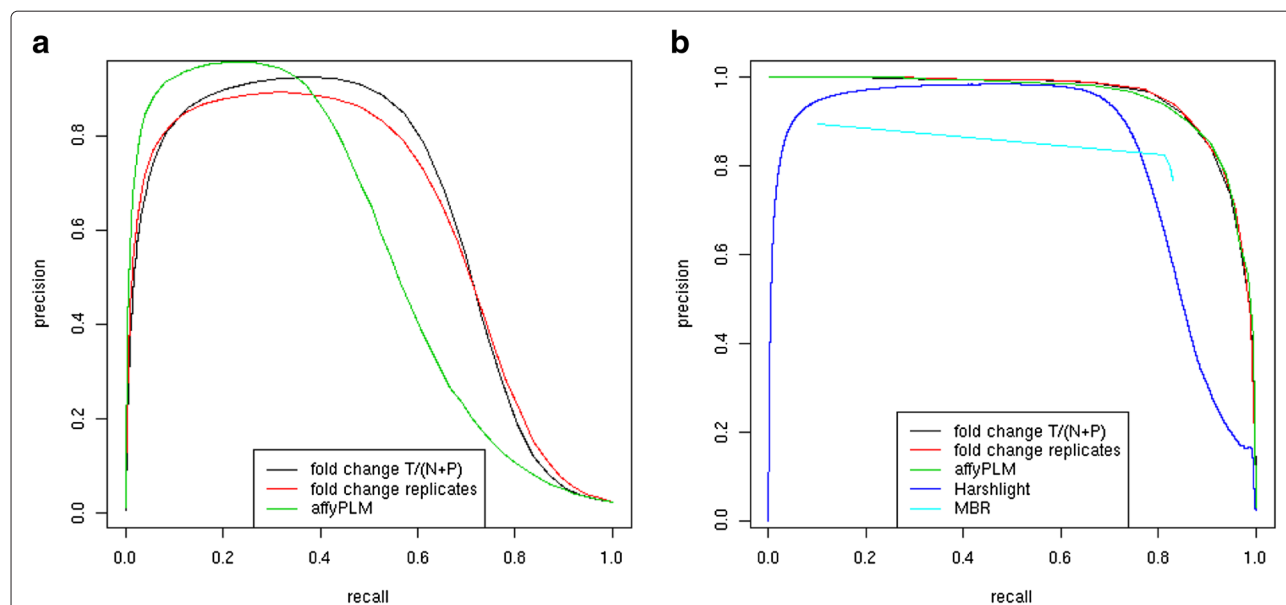 a
0.0 0.2 0.4 0.6 0.8
precision
fold change T/(N+P)
fold change replicates
affyPLM
0.0 0.2 0.4 0.6 0.8 1.0
recall
b
0.0 0.2 0.4 0.6 0.8 1.0
precision
fold change T/(N+P)
fold change replicates
affyPLM
Harshlight
MBR
0.0 0.2 0.4 0.6 0.8 1.0
recall